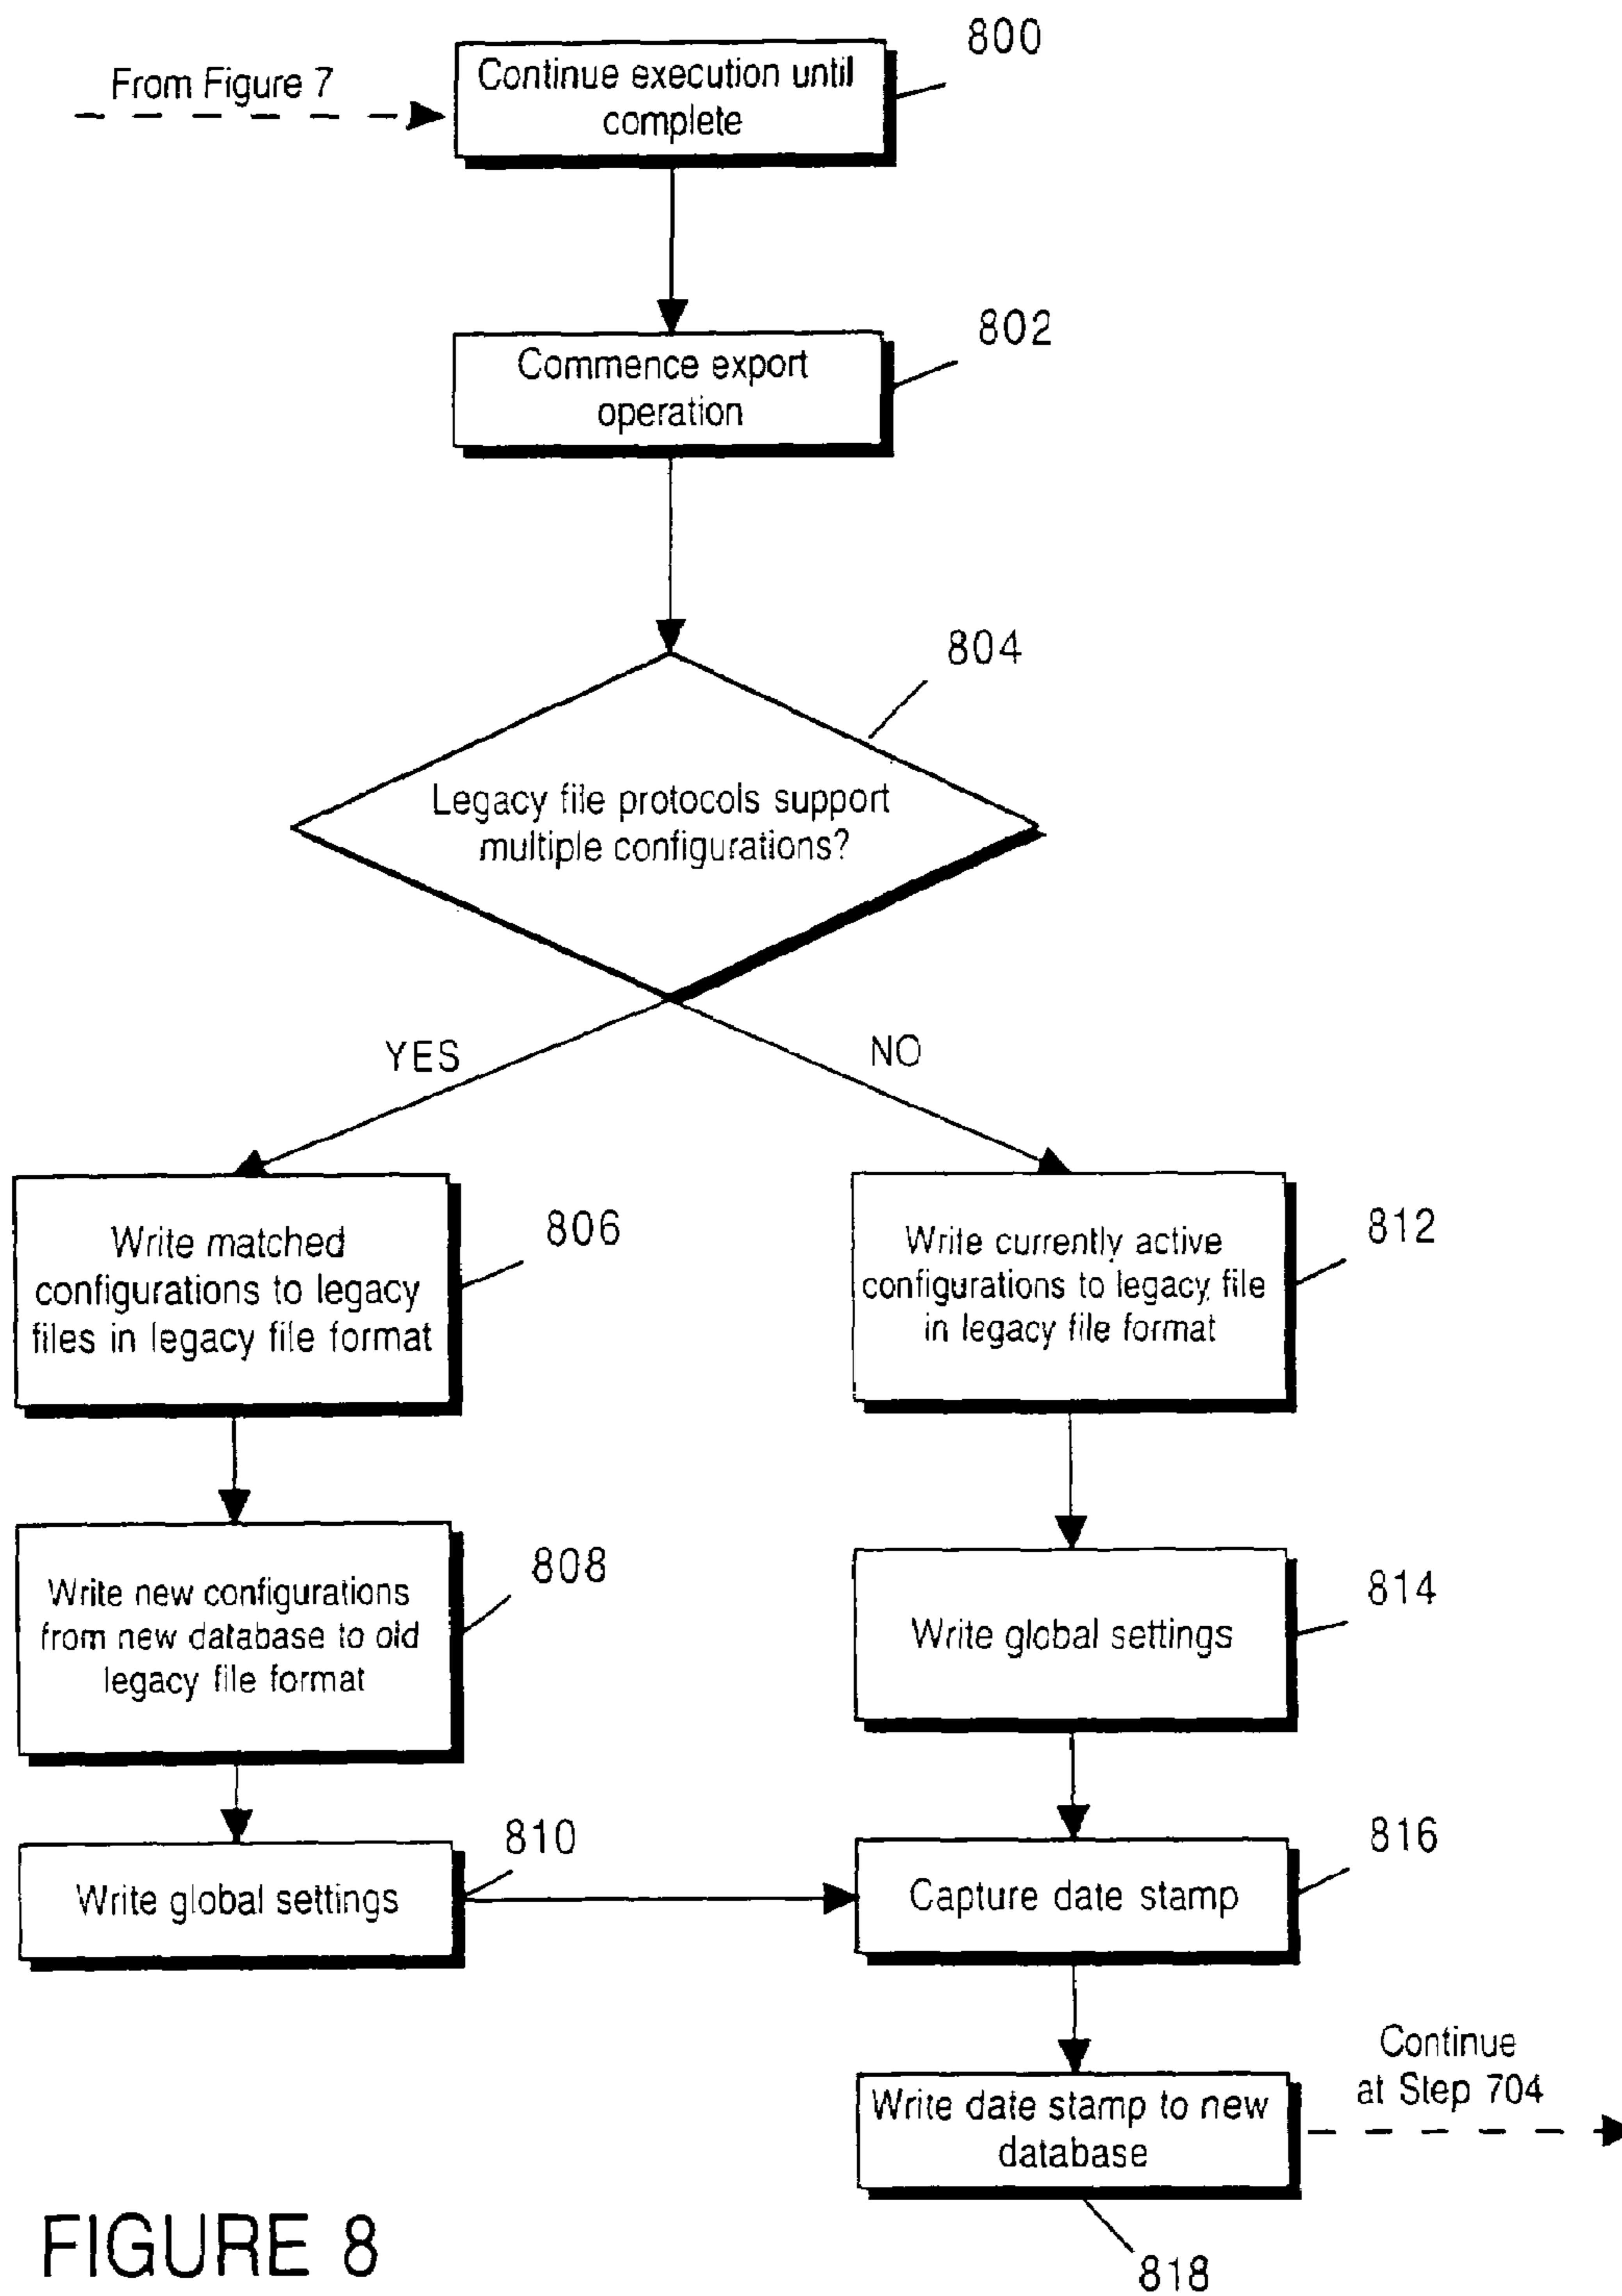 800
From Figure 7
Continue execution until
complete
802
Commence export
operation
804
Legacy file protocols support
multiple configurations?
YES
NO
Write matched
configurations to legacy
files in legacy file format
806
Write currently active
configurations to legacy file
in legacy file format
812
Write new configurations
from new database to old
legacy file format
808
Write global settings
814
Write global settings
810
Capture date stamp
816
Write date stamp to new
database
Continue
at Step 704
818
FIGURE 8